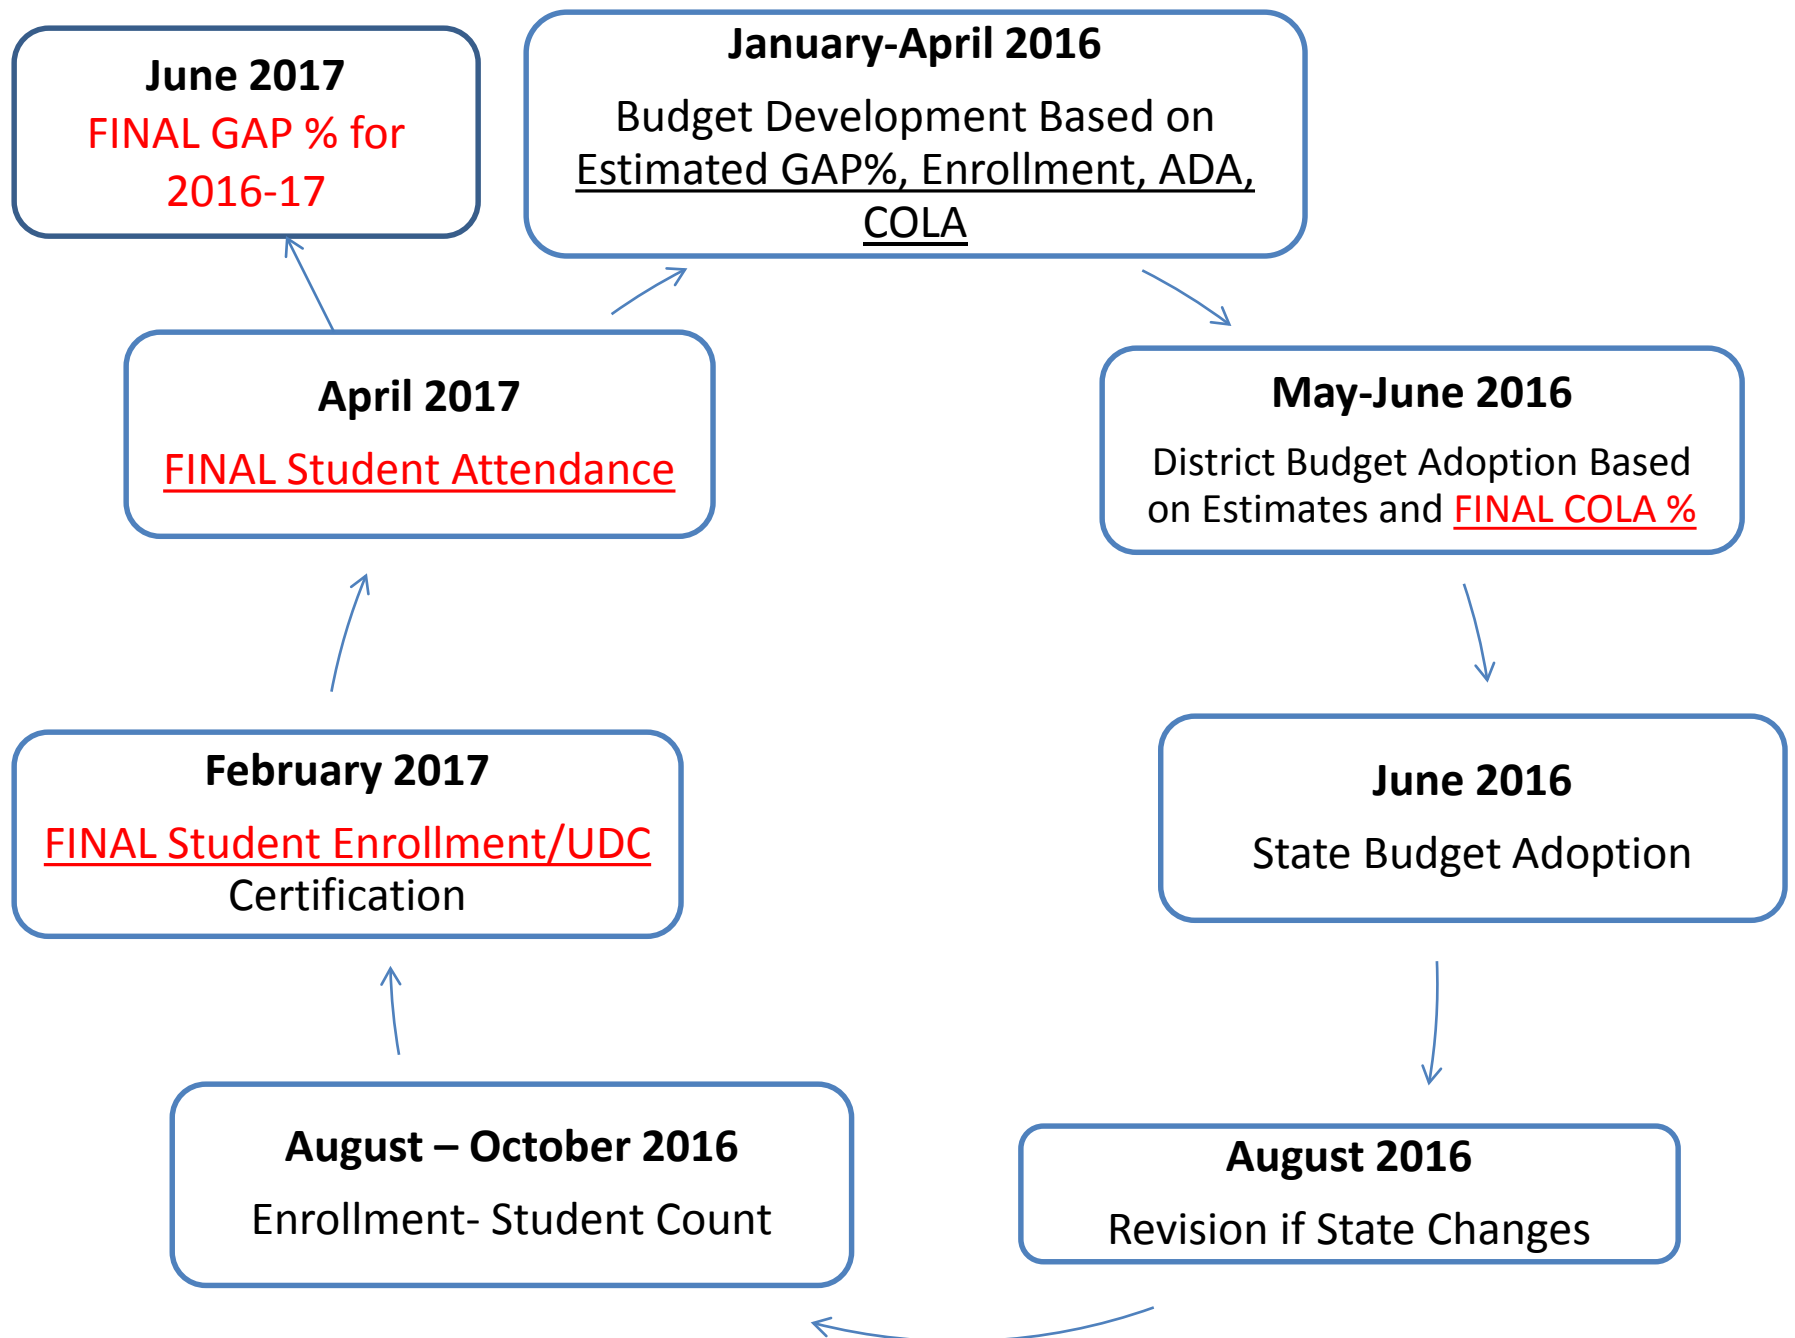 June 2017
FINAL GAP % for
2016-17
January-April 2016
Budget Development Based on
Estimated GAP%, Enrollment, ADA,
COLA
May-June 2016
District Budget Adoption Based
on Estimates and FINAL COLA %
June 2016
State Budget Adoption
August 2016
Revision if State Changes
August – October 2016
Enrollment- Student Count
February 2017
FINAL Student Enrollment/UDC
Certification
April 2017
FINAL Student Attendance